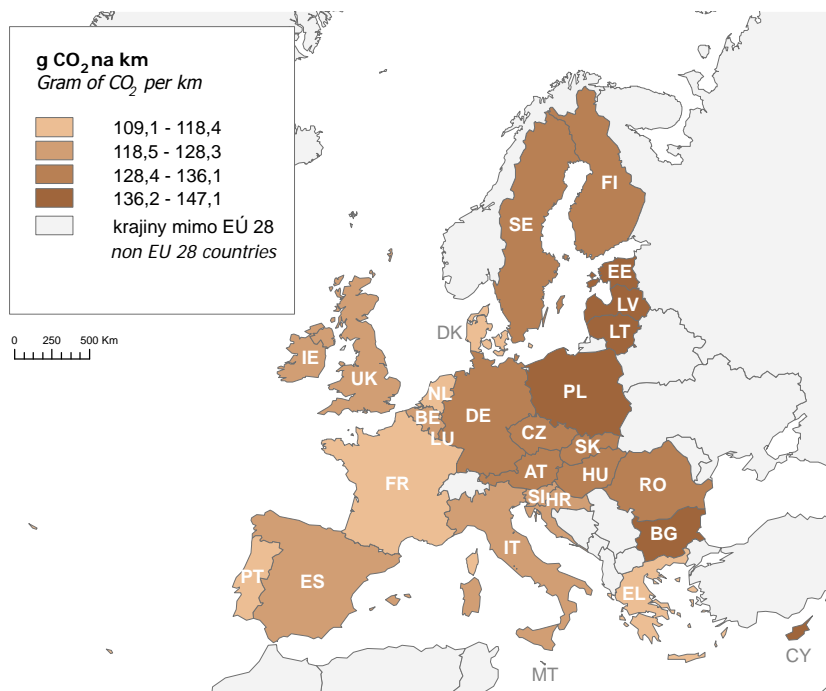 g CO₂ na km
Gram of CO₂ per km
109,1 - 118,4
118,5 - 128,3
128,4 - 136,1
136,2 - 147,1
krajiny mimo EÚ 28
non EU 28 countries
0 250 500 Km
FI
SE
EE
LV
LT
DK
IE
UK
NL
BE
LU
DE
PL
CZ
SK
AT
HU
RO
FR
SI
HR
IT
BG
PT
ES
EL
MT
CY